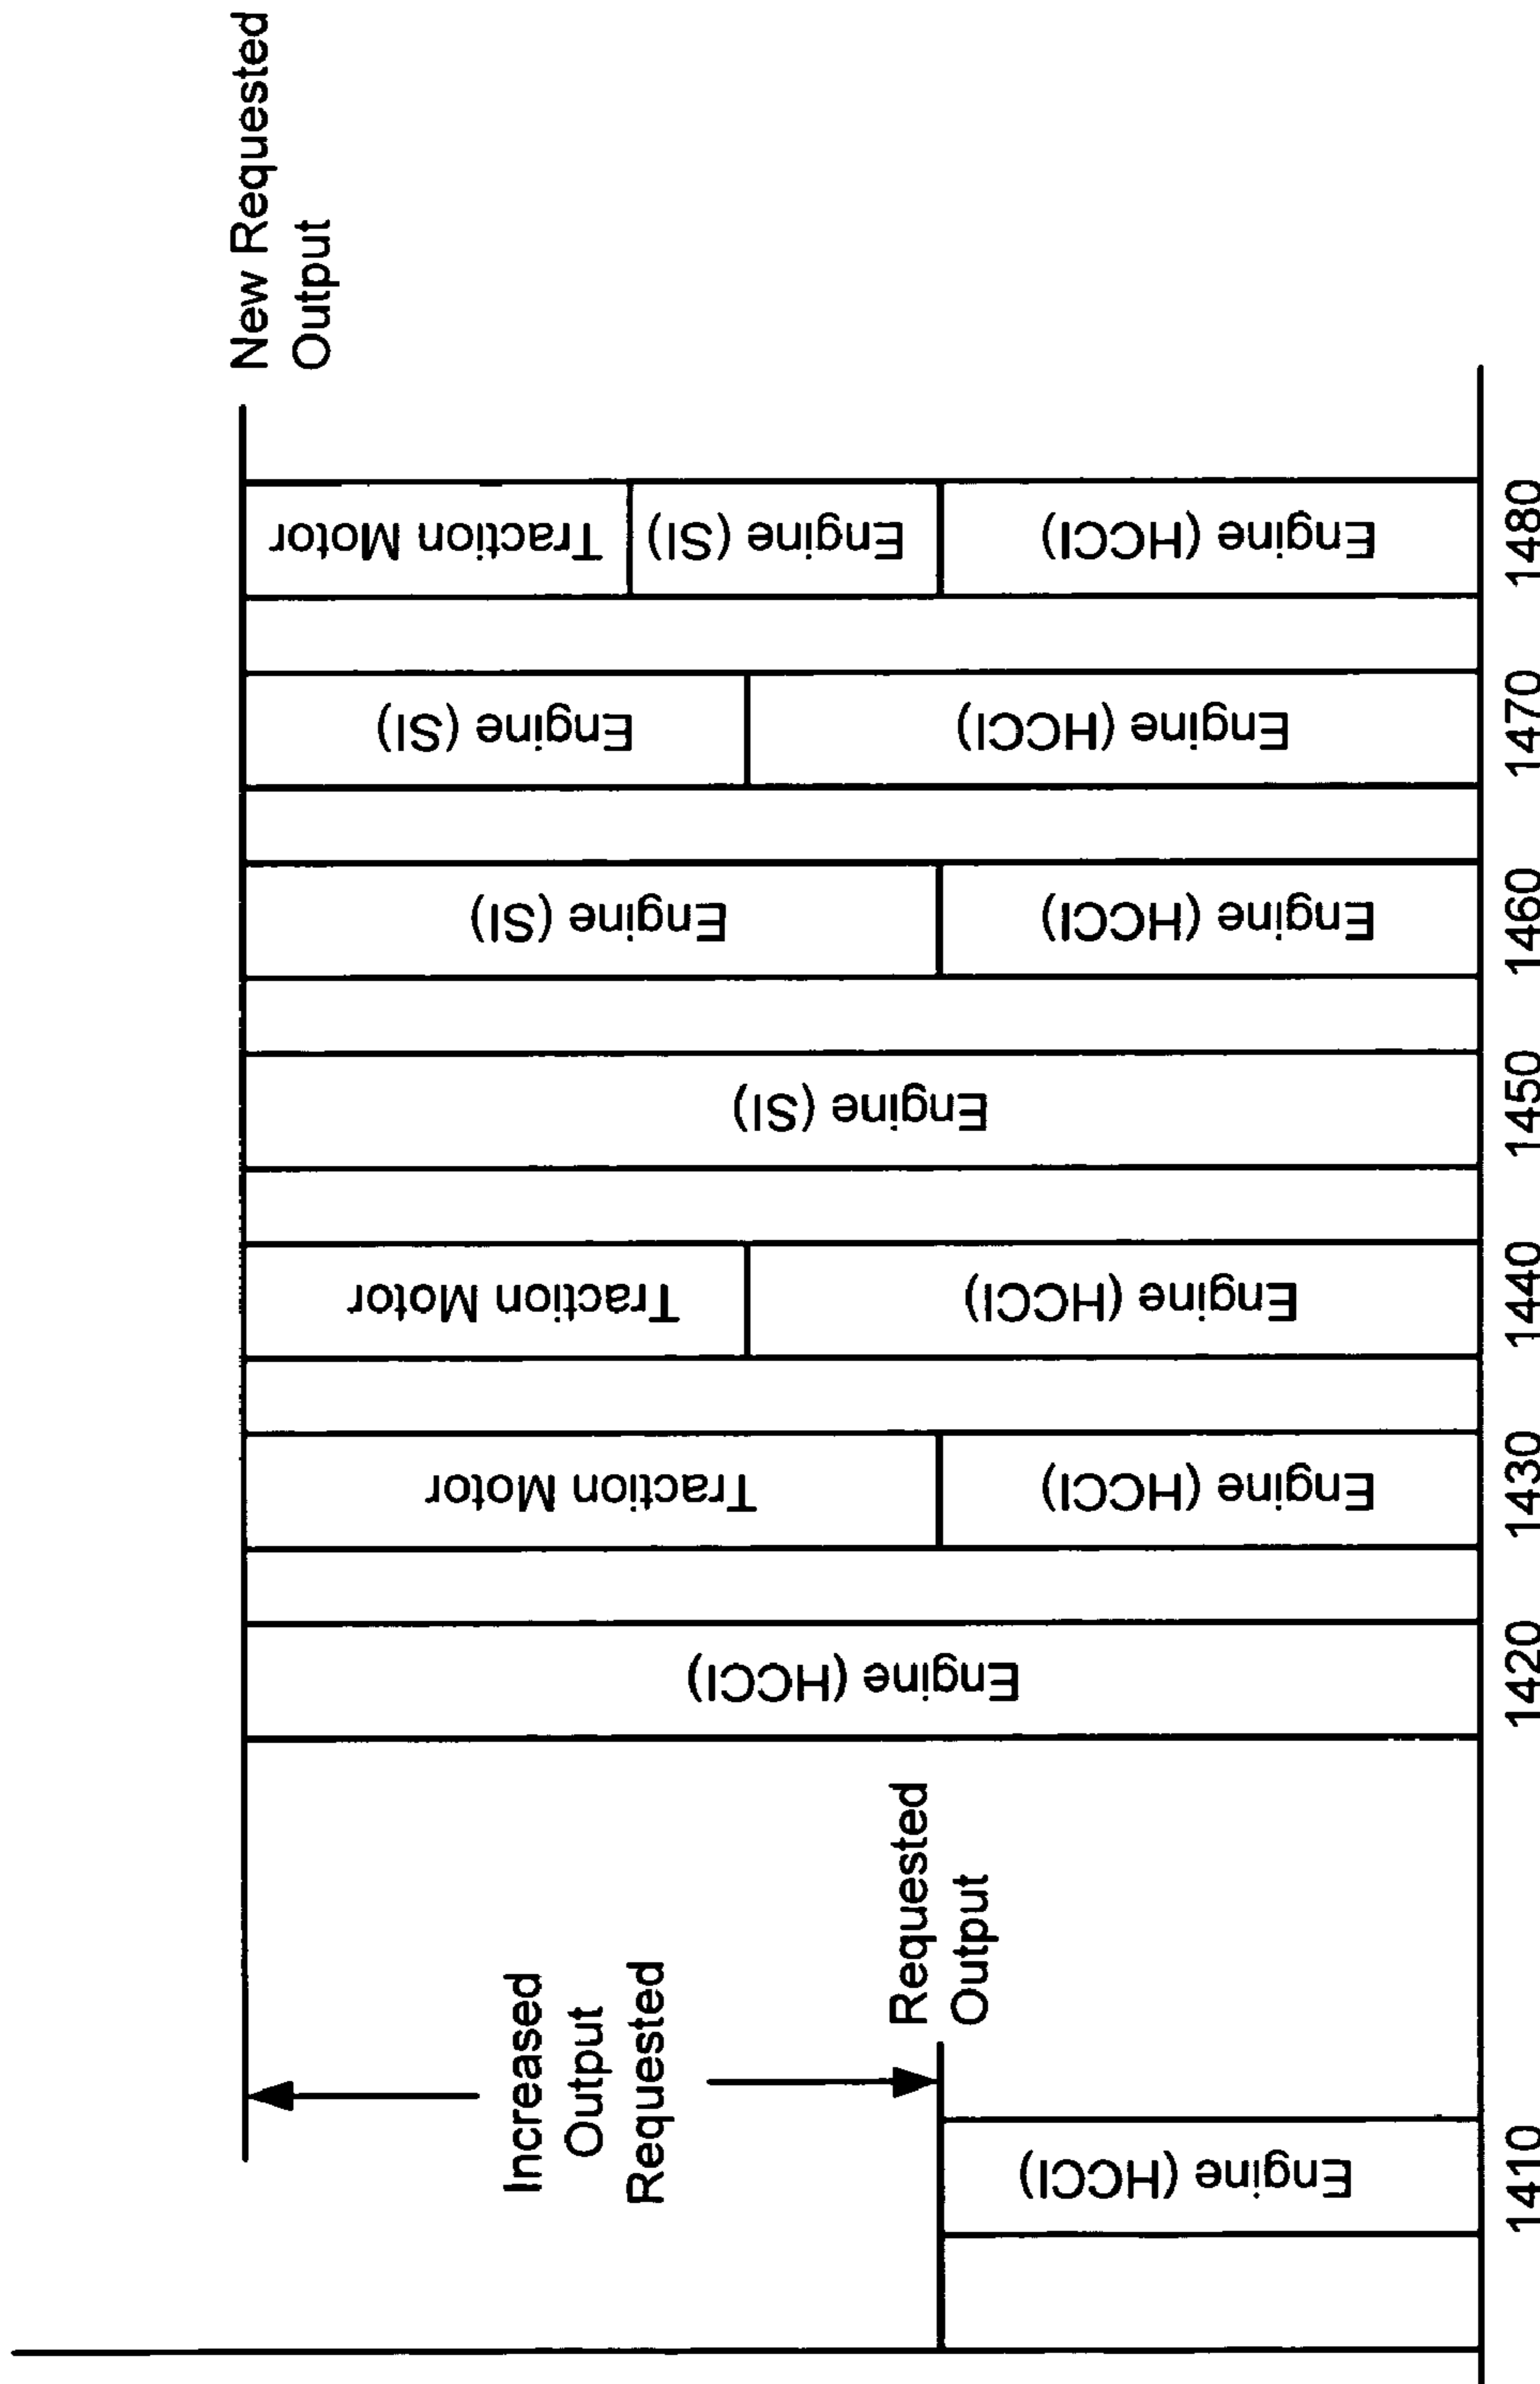 New Requested
Output
Increased
Output
Requested
Requested
Output
Engine (HCCI)
Engine (HCCI)
Traction Motor
Engine (HCCI)
Traction Motor
Engine (HCCI)
Engine (SI)
Engine (SI)
Engine (HCCI)
Engine (SI)
Engine (HCCI)
Traction Motor
Engine (SI)
Engine (HCCI)
1410
1420
1430
1440
1450
1460
1470
1480